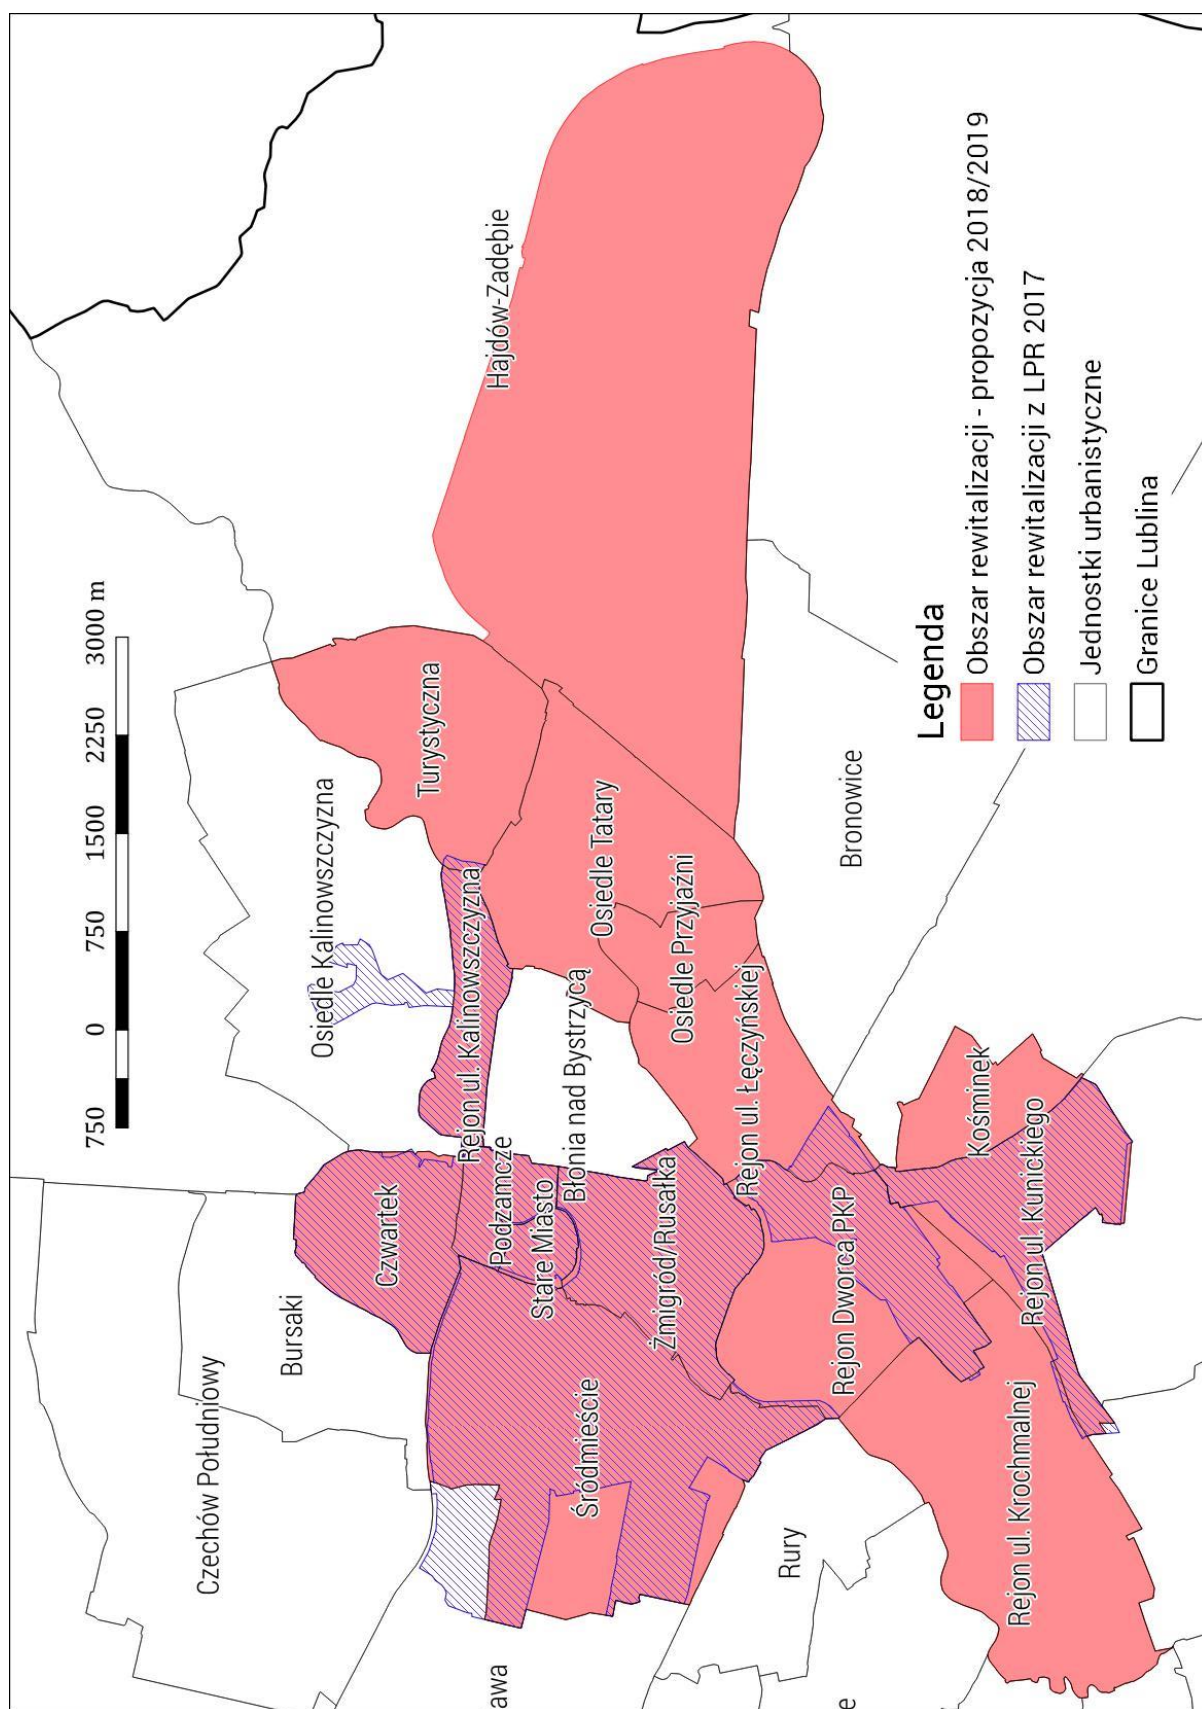 750 0 750 1500 2250 3000 m
Czechów Południowy
Bursaki
Osiedle Kalinowszczyzna
Czwartek
Turystyczna
Rejon ul. Kalinowszczyzna
Hajdów-Zadębie
awa
Podzamcze
Stare Miasto
Błonia nad Bystrzycą
Śródmieście
Osiedle Tatary
Żmigród/Rusałka
Osiedle Przyjaźni
Rejon ul. Łęczyńskiej
Rury
Rejon Dworca PKP
Bronowice
e
Kośminek
Rejon ul. Krochmalnej
Rejon ul. Kunickiego
Legenda
Obszar rewitalizacji - propozycja 2018/2019
Obszar rewitalizacji z LPR 2017
Jednostki urbanistyczne
Granice Lublina